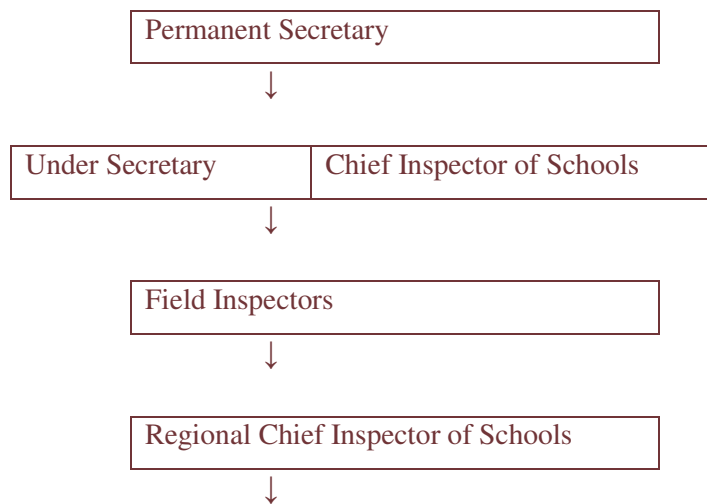 Permanent Secretary
↓
Under Secretary Chief Inspector of Schools
↓
Field Inspectors
↓
Regional Chief Inspector of Schools
↓